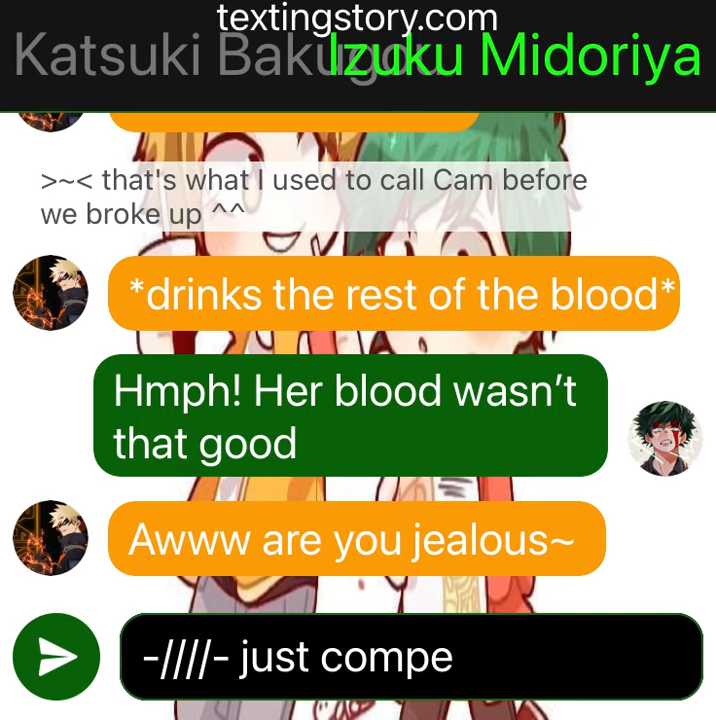 textingstory.com
Katsuki Bakugou Izuku Midoriya
>~< that's what I used to call Cam before
we broke up ^^
*drinks the rest of the blood*
Hmph! Her blood wasn't
that good
Awww are you jealous~
-////- just compe